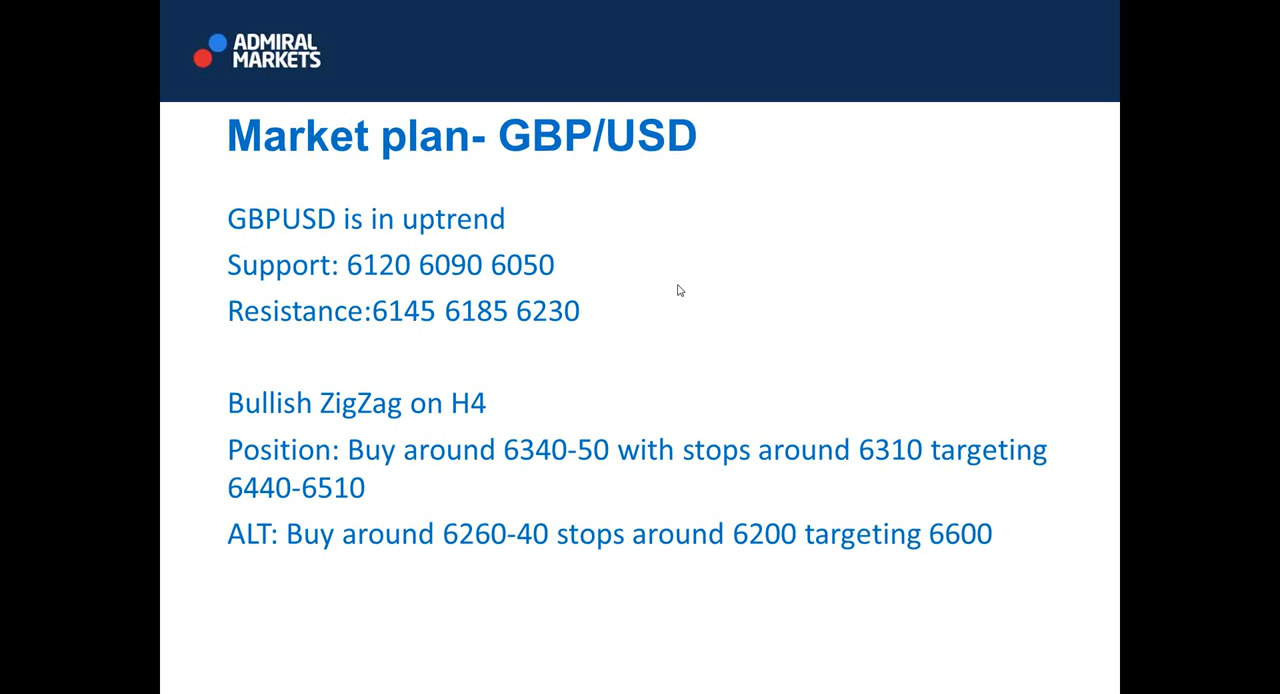 ADMIRAL
MARKETS
Market plan- GBP/USD
GBPUSD is in uptrend
Support: 6120 6090 6050
Resistance:6145 6185 6230
Bullish ZigZag on H4
Position: Buy around 6340-50 with stops around 6310 targeting
6440-6510
ALT: Buy around 6260-40 stops around 6200 targeting 6600